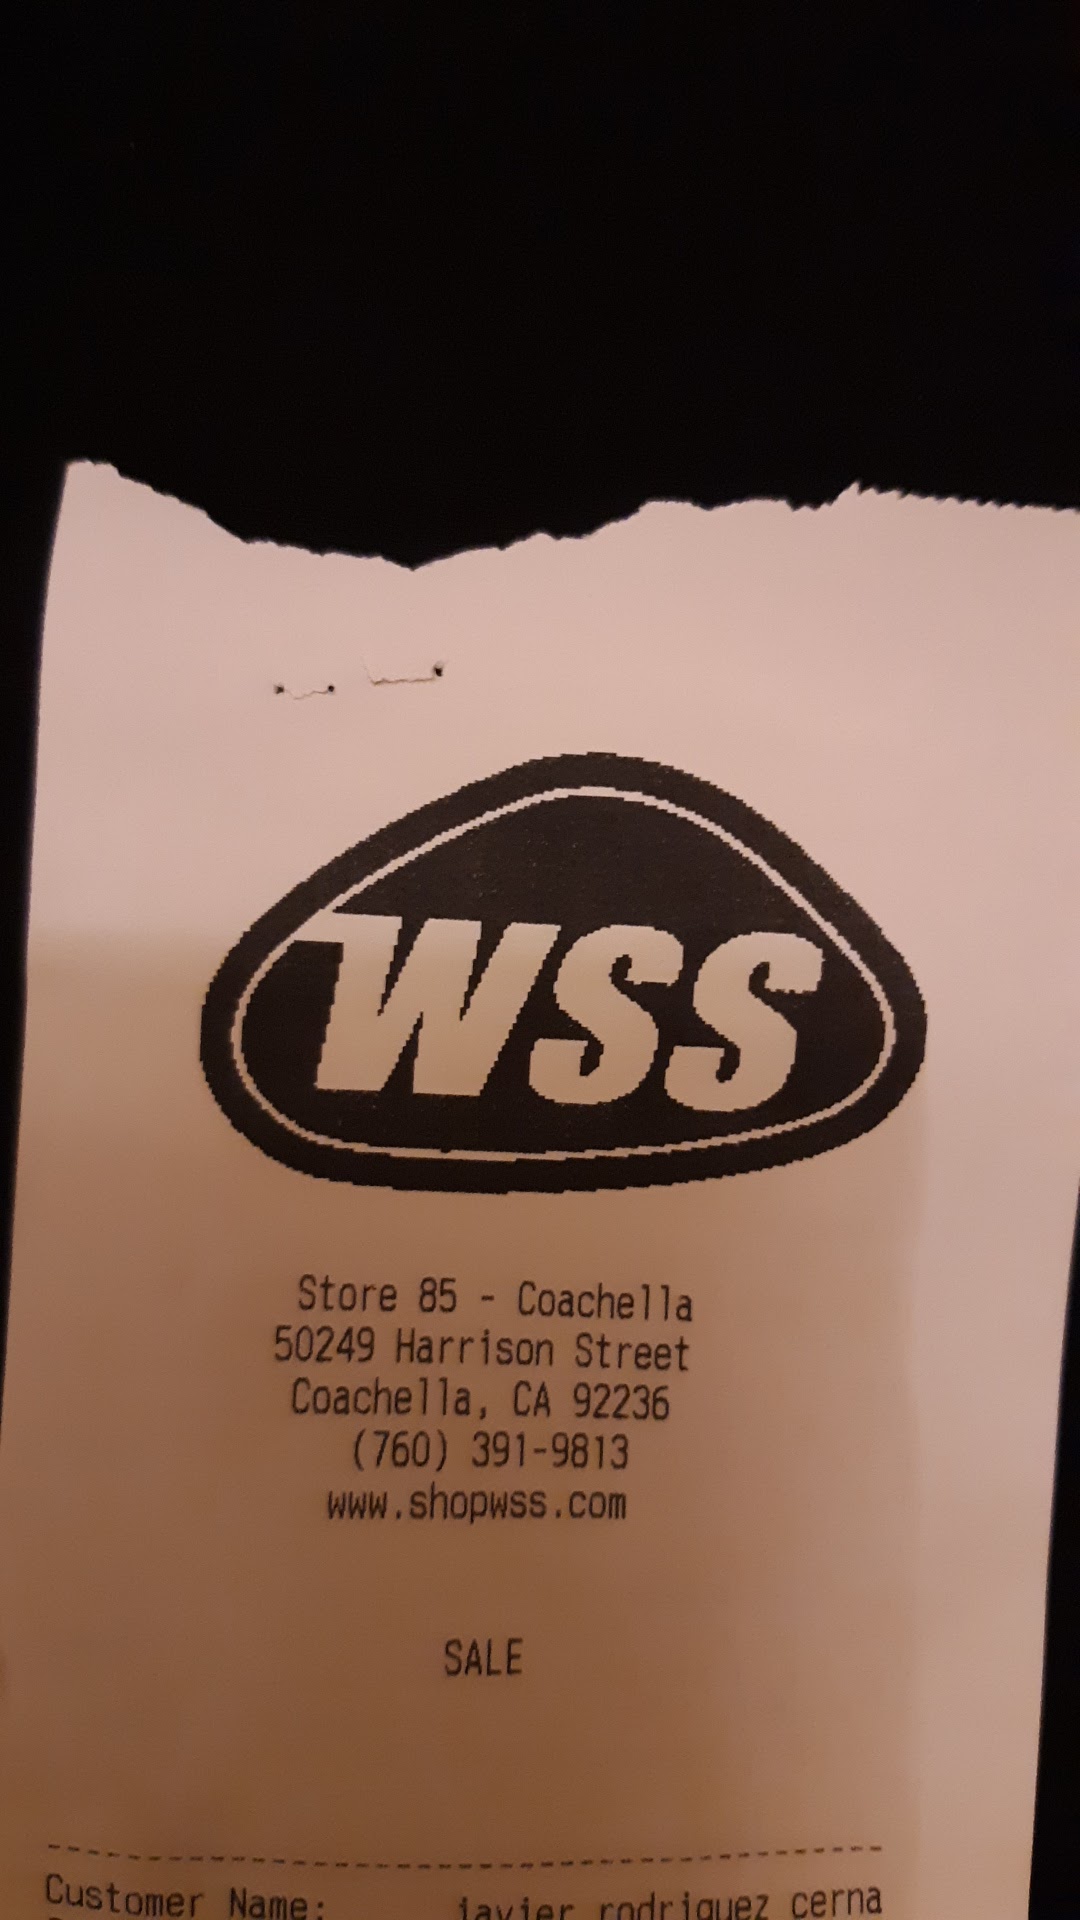 WSS
Store 85 - Coachella
50249 Harrison Street
Coachella, CA 92236
(760) 391-9813
www.shopwss.com
SALE
Customer Name: javier rodriguez cerna